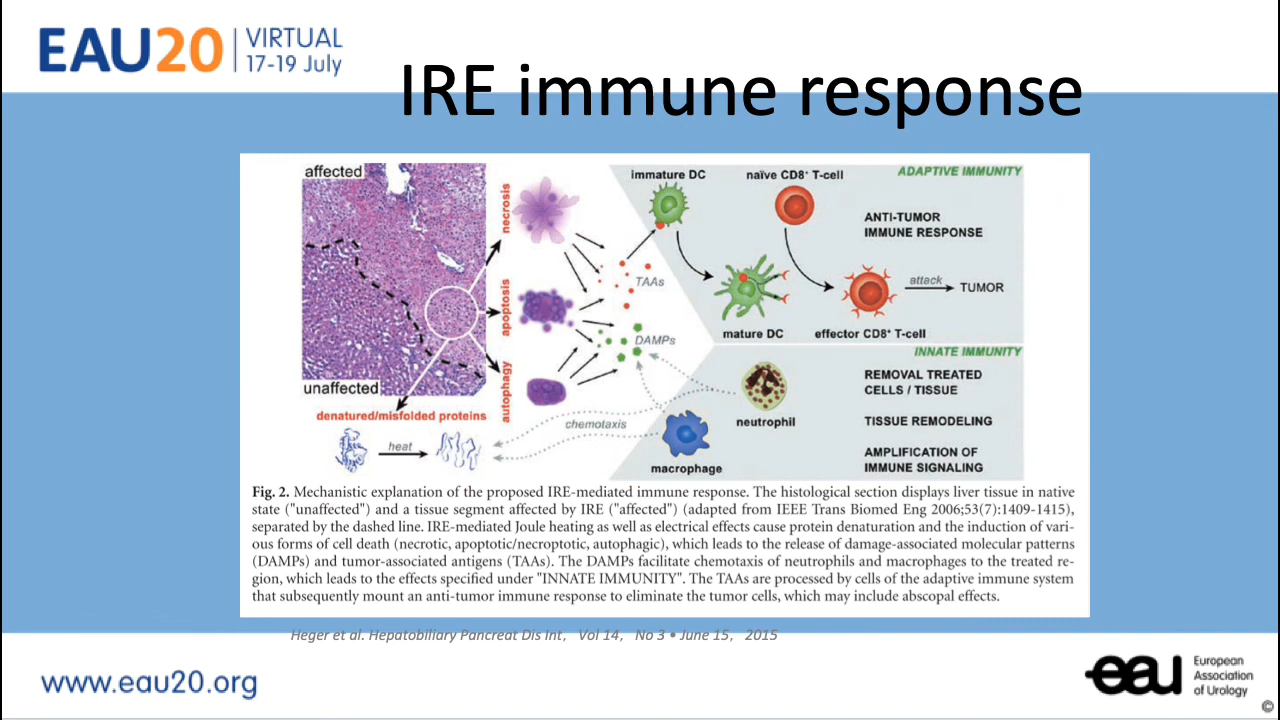 EAU20 VIRTUAL
17-19 July
IRE immune response
affected
unaffected
necrosis
apoptosis
autophagy
denatured/misfolded proteins
heat
chemotaxis
TAAs
DAMPs
immature DC
naïve CD8+ T-cell
ADAPTIVE IMMUNITY
ANTI-TUMOR
IMMUNE RESPONSE
attack
TUMOR
mature DC
effector CD8+ T-cell
INNATE IMMUNITY
REMOVAL TREATED
CELLS / TISSUE
neutrophil
TISSUE REMODELING
macrophage
AMPLIFICATION OF
IMMUNE SIGNALING
Fig. 2. Mechanistic explanation of the proposed IRE-mediated immune response. The histological section displays liver tissue in native
state ("unaffected") and a tissue segment affected by IRE ("affected") (adapted from IEEE Trans Biomed Eng 2006;53(7):1409-1415),
separated by the dashed line. IRE-mediated Joule heating as well as electrical effects cause protein denaturation and the induction of vari-
ous forms of cell death (necrotic, apoptotic/necroptotic, autophagic), which leads to the release of damage-associated molecular patterns
(DAMPs) and tumor-associated antigens (TAAs). The DAMPs facilitate chemotaxis of neutrophils and macrophages to the treated re-
gion, which leads to the effects specified under "INNATE IMMUNITY". The TAAs are processed by cells of the adaptive immune system
that subsequently mount an anti-tumor immune response to eliminate the tumor cells, which may include abscopal effects.
Heger et al. Hepatobiliary Pancreat Dis Int, Vol 14, No 3 • June 15, 2015
www.eau20.org
eau
European
Association
of Urology
©